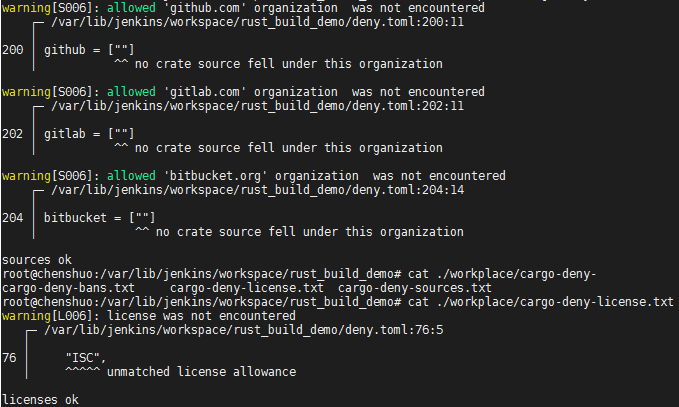 warning[S006]: allowed 'github.com' organization  was not encountered
/var/lib/jenkins/workspace/rust_build_demo/deny.toml:200:11
200 github = [""]
^^ no crate source fell under this organization
warning[S006]: allowed 'gitlab.com' organization  was not encountered
/var/lib/jenkins/workspace/rust_build_demo/deny.toml:202:11
202 gitlab = [""]
^^ no crate source fell under this organization
warning[S006]: allowed 'bitbucket.org' organization  was not encountered
/var/lib/jenkins/workspace/rust_build_demo/deny.toml:204:14
204 bitbucket = [""]
^^ no crate source fell under this organization
sources ok
root@chenshuo:/var/lib/jenkins/workspace/rust_build_demo# cat ./workplace/cargo-deny-
cargo-deny-bans.txt     cargo-deny-license.txt  cargo-deny-sources.txt
root@chenshuo:/var/lib/jenkins/workspace/rust_build_demo# cat ./workplace/cargo-deny-license.txt
warning[L006]: license was not encountered
/var/lib/jenkins/workspace/rust_build_demo/deny.toml:76:5
76 "ISC",
^^^^^ unmatched license allowance
licenses ok